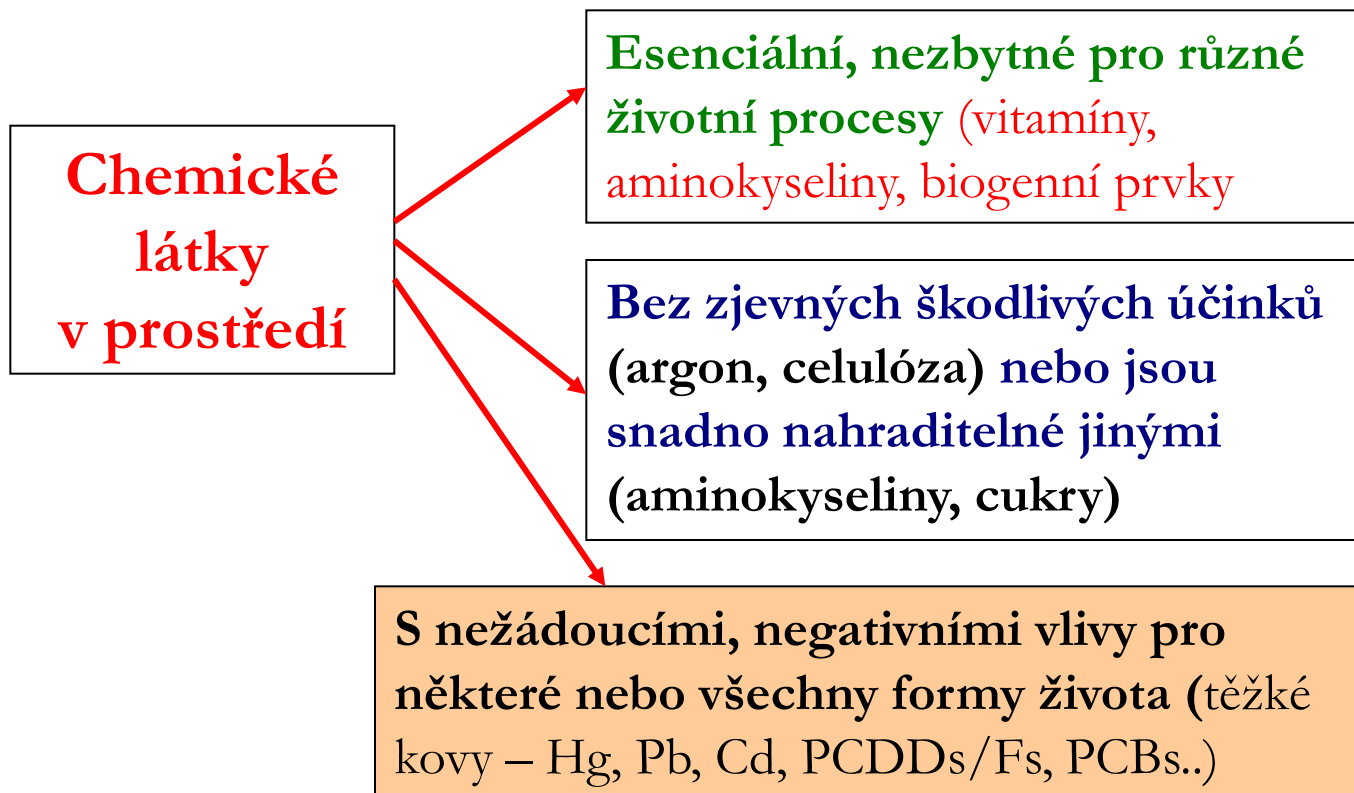 Chemické
látky
v prostředí
Esenciální, nezbytné pro různé
životní procesy (vitamíny,
aminokyseliny, biogenní prvky
Bez zjevných škodlivých účinků
(argon, celulóza) nebo jsou
snadno nahraditelné jinými
(aminokyseliny, cukry)
S nežádoucími, negativními vlivy pro
některé nebo všechny formy života (těžké
kovy – Hg, Pb, Cd, PCDDs/Fs, PCBs..)